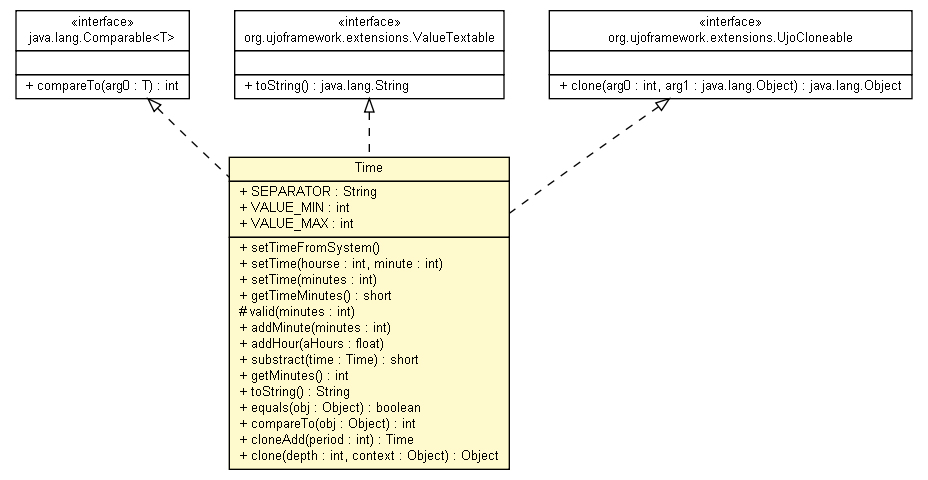 «interface»
java.lang.Comparable<T>
+ compareTo(arg0 : T) : int
«interface»
org.ujoframework.extensions.ValueTextable
+ toString() : java.lang.String
«interface»
org.ujoframework.extensions.UjoCloneable
+ clone(arg0 : int, arg1 : java.lang.Object) : java.lang.Object
Time
+ SEPARATOR : String
+ VALUE_MIN : int
+ VALUE_MAX : int
+ setTimeFromSystem()
+ setTime(hourse : int, minute : int)
+ setTime(minutes : int)
+ getTimeMinutes() : short
# valid(minutes : int)
+ addMinute(minutes : int)
+ addHour(aHours : float)
+ substract(time : Time) : short
+ getMinutes() : int
+ toString() : String
+ equals(obj : Object) : boolean
+ compareTo(obj : Object) : int
+ cloneAdd(period : int) : Time
+ clone(depth : int, context : Object) : Object